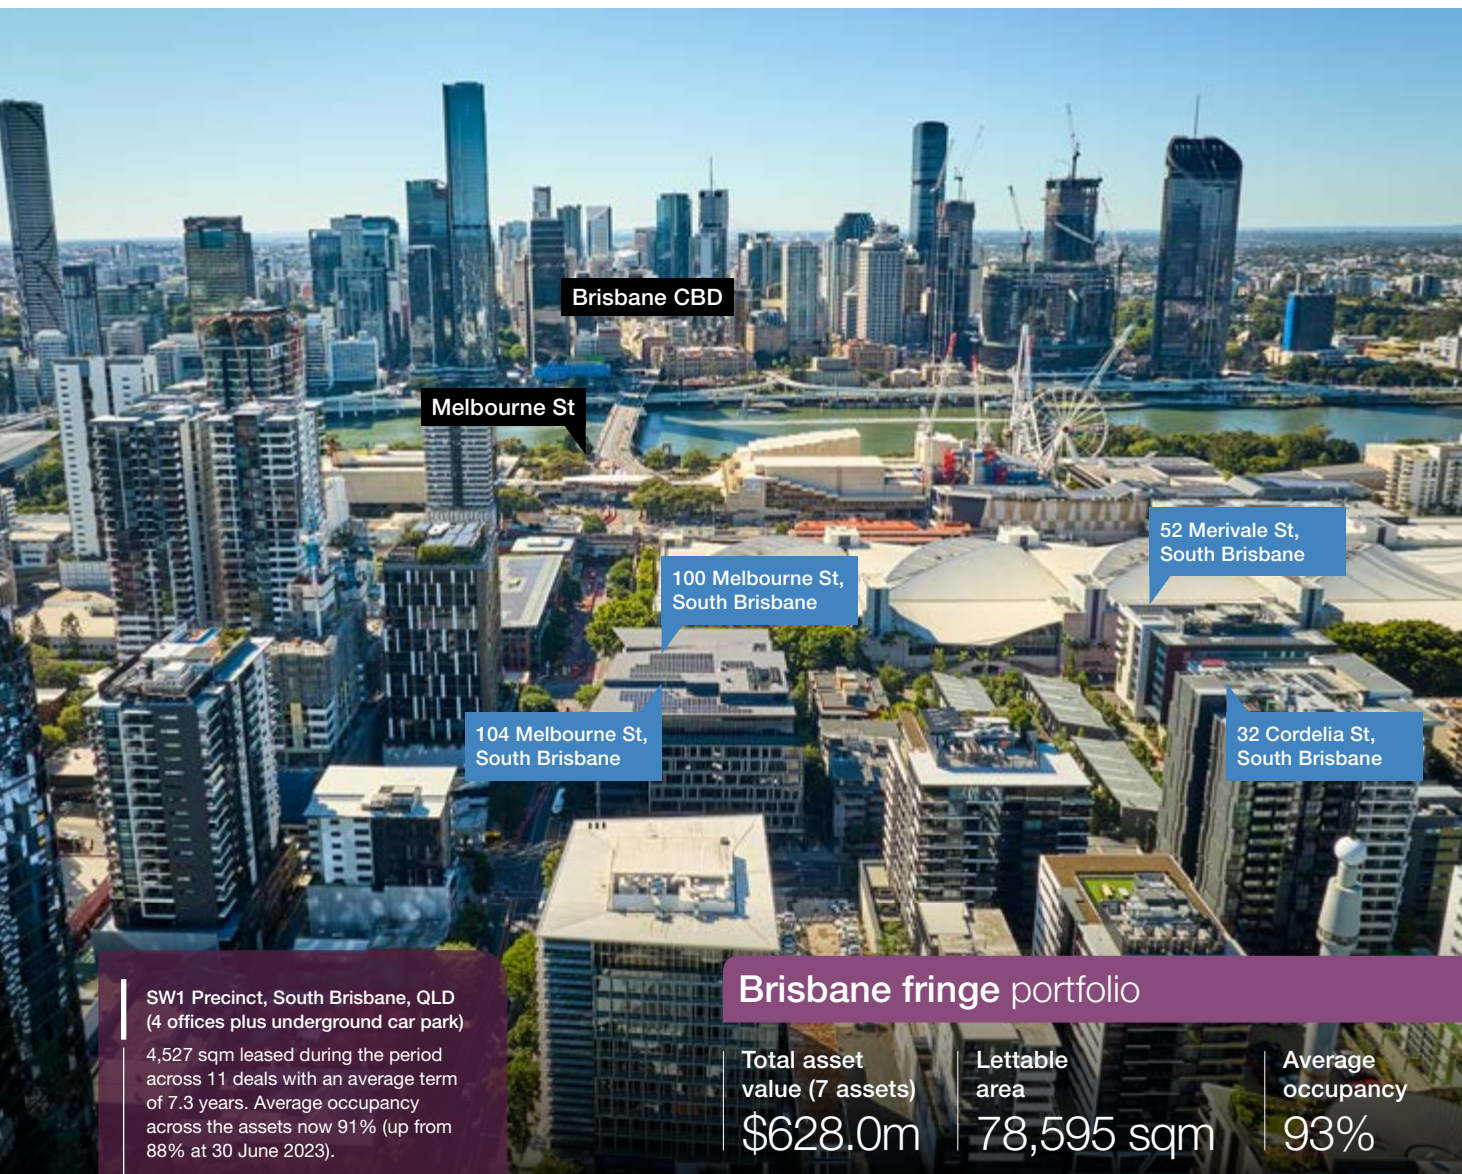 Brisbane CBD
Melbourne St
52 Merivale St,
South Brisbane
100 Melbourne St,
South Brisbane
104 Melbourne St,
South Brisbane
32 Cordelia St,
South Brisbane
SW1 Precinct, South Brisbane, QLD
(4 offices plus underground car park)
4,527 sqm leased during the period
across 11 deals with an average term
of 7.3 years. Average occupancy
across the assets now 91% (up from
88% at 30 June 2023).
Brisbane fringe portfolio
Total asset
value (7 assets)
$628.0m
Lettable
area
78,595 sqm
Average
occupancy
93%